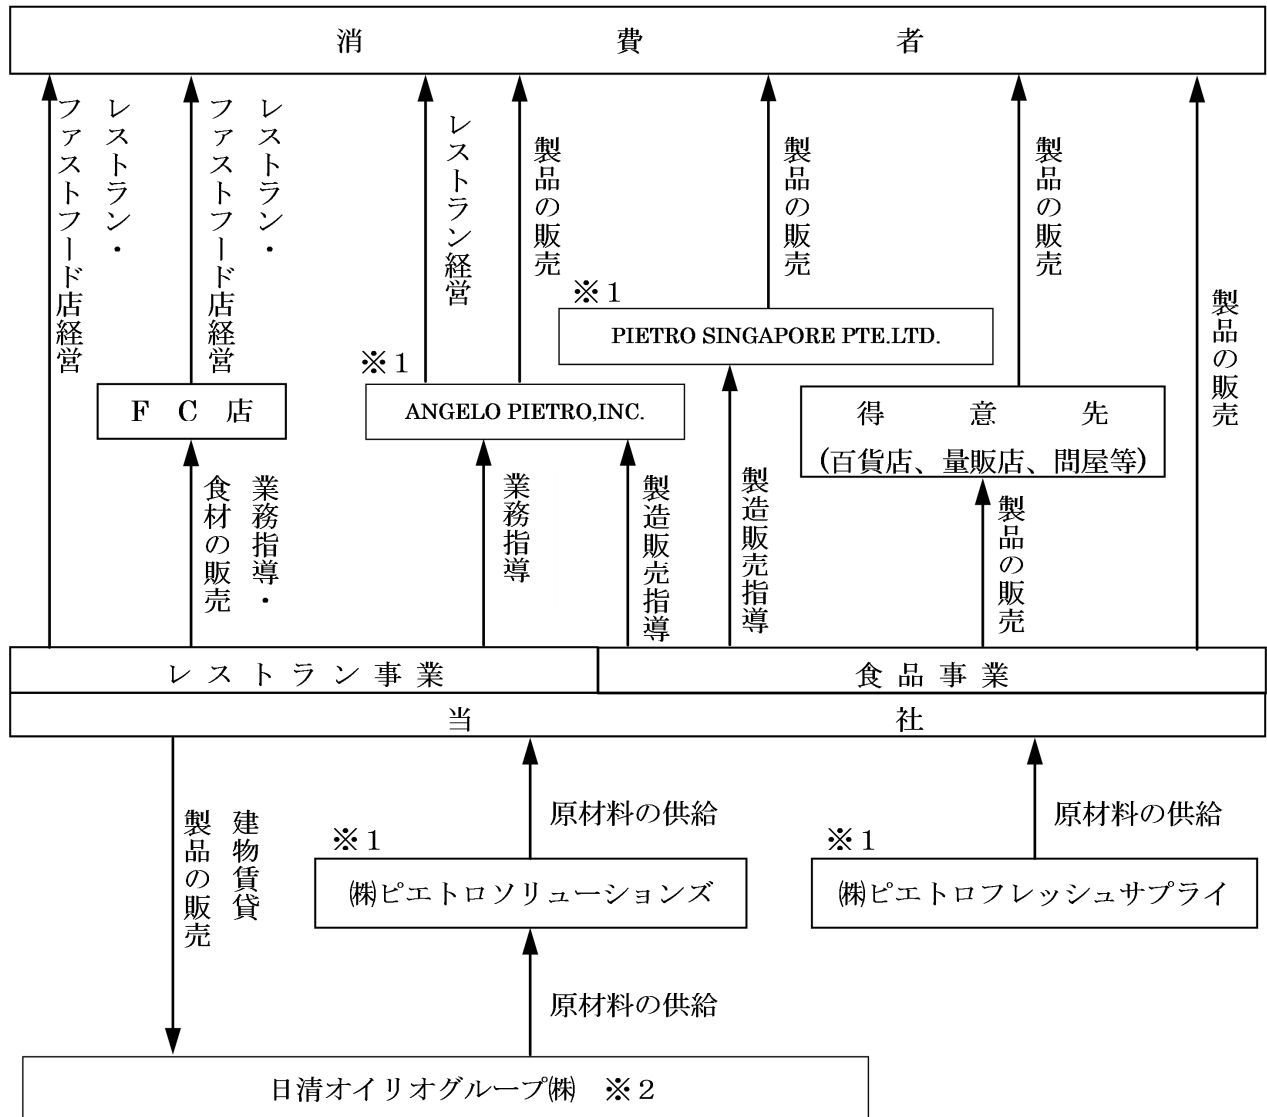 消費者
レストラン・
ファストフード店経営
レストラン・
ファストフード店経営
レストラン経営
製品の販売
製品の販売
製品の販売
製品の販売
※1
PIETRO SINGAPORE PTE.LTD.
※1
FC店
ANGELO PIETRO,INC.
得意先
(百貨店、量販店、問屋等)
業務指導・
食材の販売
業務指導
製造販売指導
製造販売指導
製品の販売
レストラン事業
食品事業
当社
建物賃貸
製品の販売
原材料の供給
原材料の供給
※1
※1
㈱ピエトロソリューションズ
㈱ピエトロフレッシュサプライ
原材料の供給
日清オイリオグループ㈱ ※2